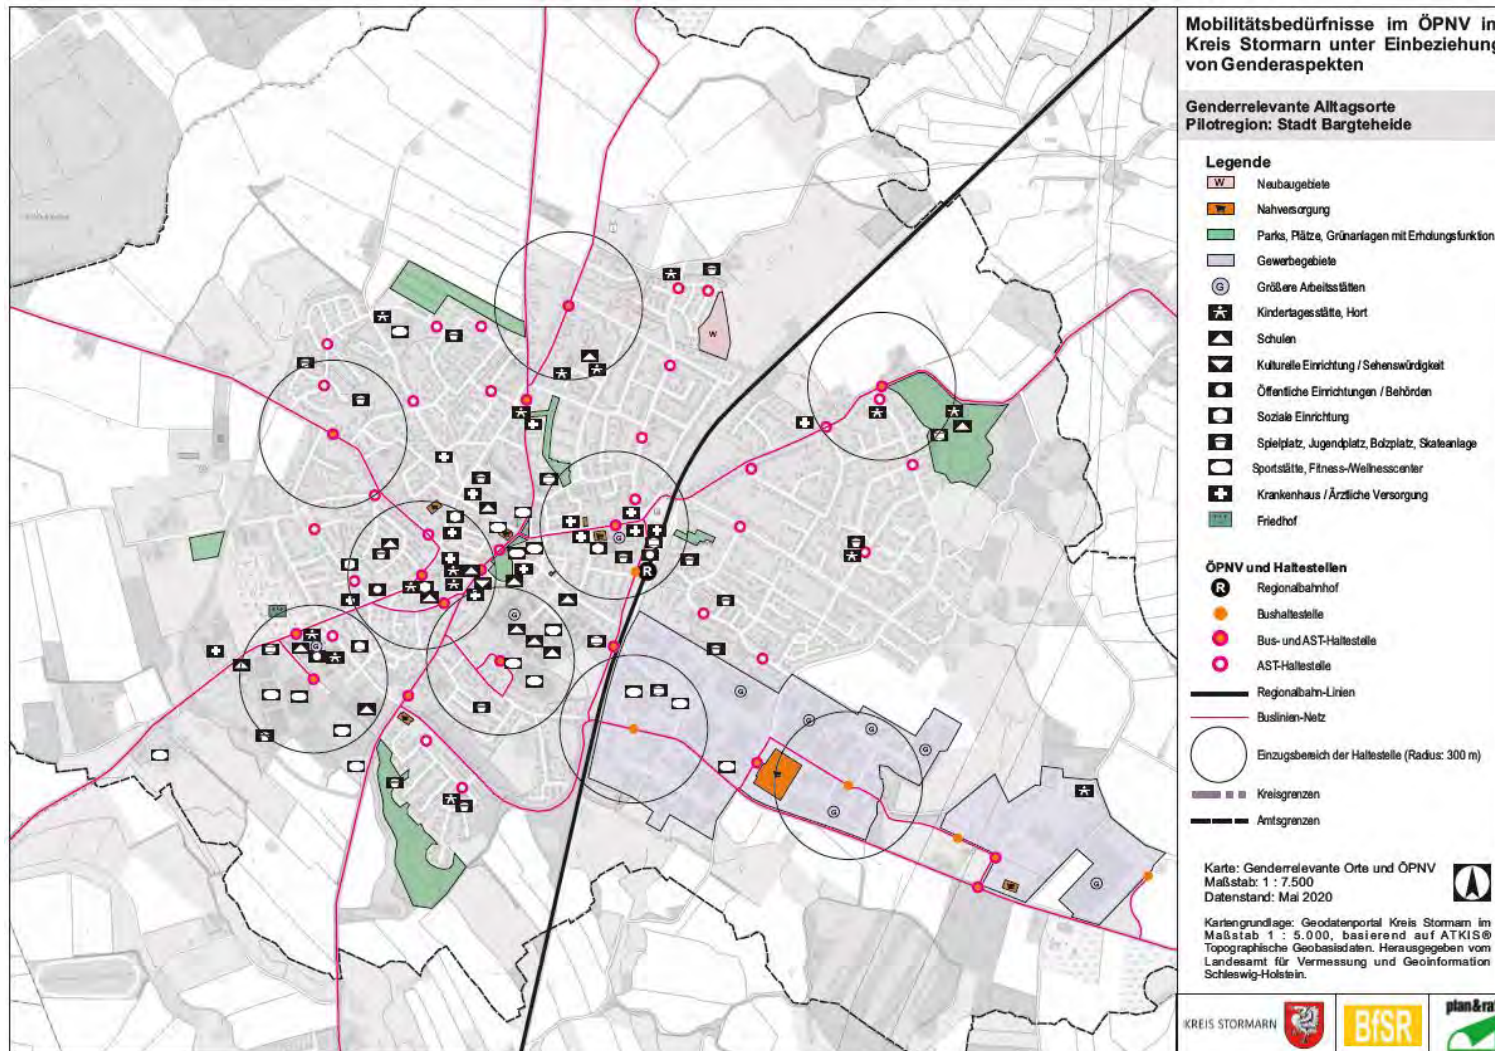 Mobilitätsbedürfnisse im ÖPNV in
Kreis Stormarn unter Einbeziehung
von Genderaspekten
Genderrelevante Alltagsorte
Pilotregion: Stadt Bargteheide
Legende
W Neubaugebiete
Nahversorgung
Parks, Plätze, Grünanlagen mit Erholungsfunktion
Gewerbegebiete
G Größere Arbeitsstätten
Kindertagesstätte, Hort
Schulen
Kulturelle Einrichtung / Sehenswürdigkeit
Öffentliche Einrichtungen / Behörden
Soziale Einrichtung
Spielplatz, Jugendplatz, Bolzplatz, Skateanlage
Sportstätte, Fitness-/Wellnesscenter
Krankenhaus / Ärztliche Versorgung
Friedhof
ÖPNV und Haltestellen
R Regionalbahnhof
Bushaltestelle
Bus- und AST-Haltestelle
AST-Haltestelle
Regionalbahn-Linien
Buslinien-Netz
Einzugsbereich der Haltestelle (Radius: 300 m)
Kreisgrenzen
Amtsgrenzen
Karte: Genderrelevante Orte und ÖPNV
Maßstab: 1 : 7.500
Datenstand: Mai 2020
Kartengrundlage: Geodatenportal Kreis Stormarn im
Maßstab 1 : 5.000, basierend auf ATKIS®
Topographische Geobasisdaten. Herausgegeben vom
Landesamt für Vermessung und Geoinformation
Schleswig-Holstein.
KREIS STORMARN
BfSR
plan&rat
W
G
G
R
G
G
G
G
G
G
G